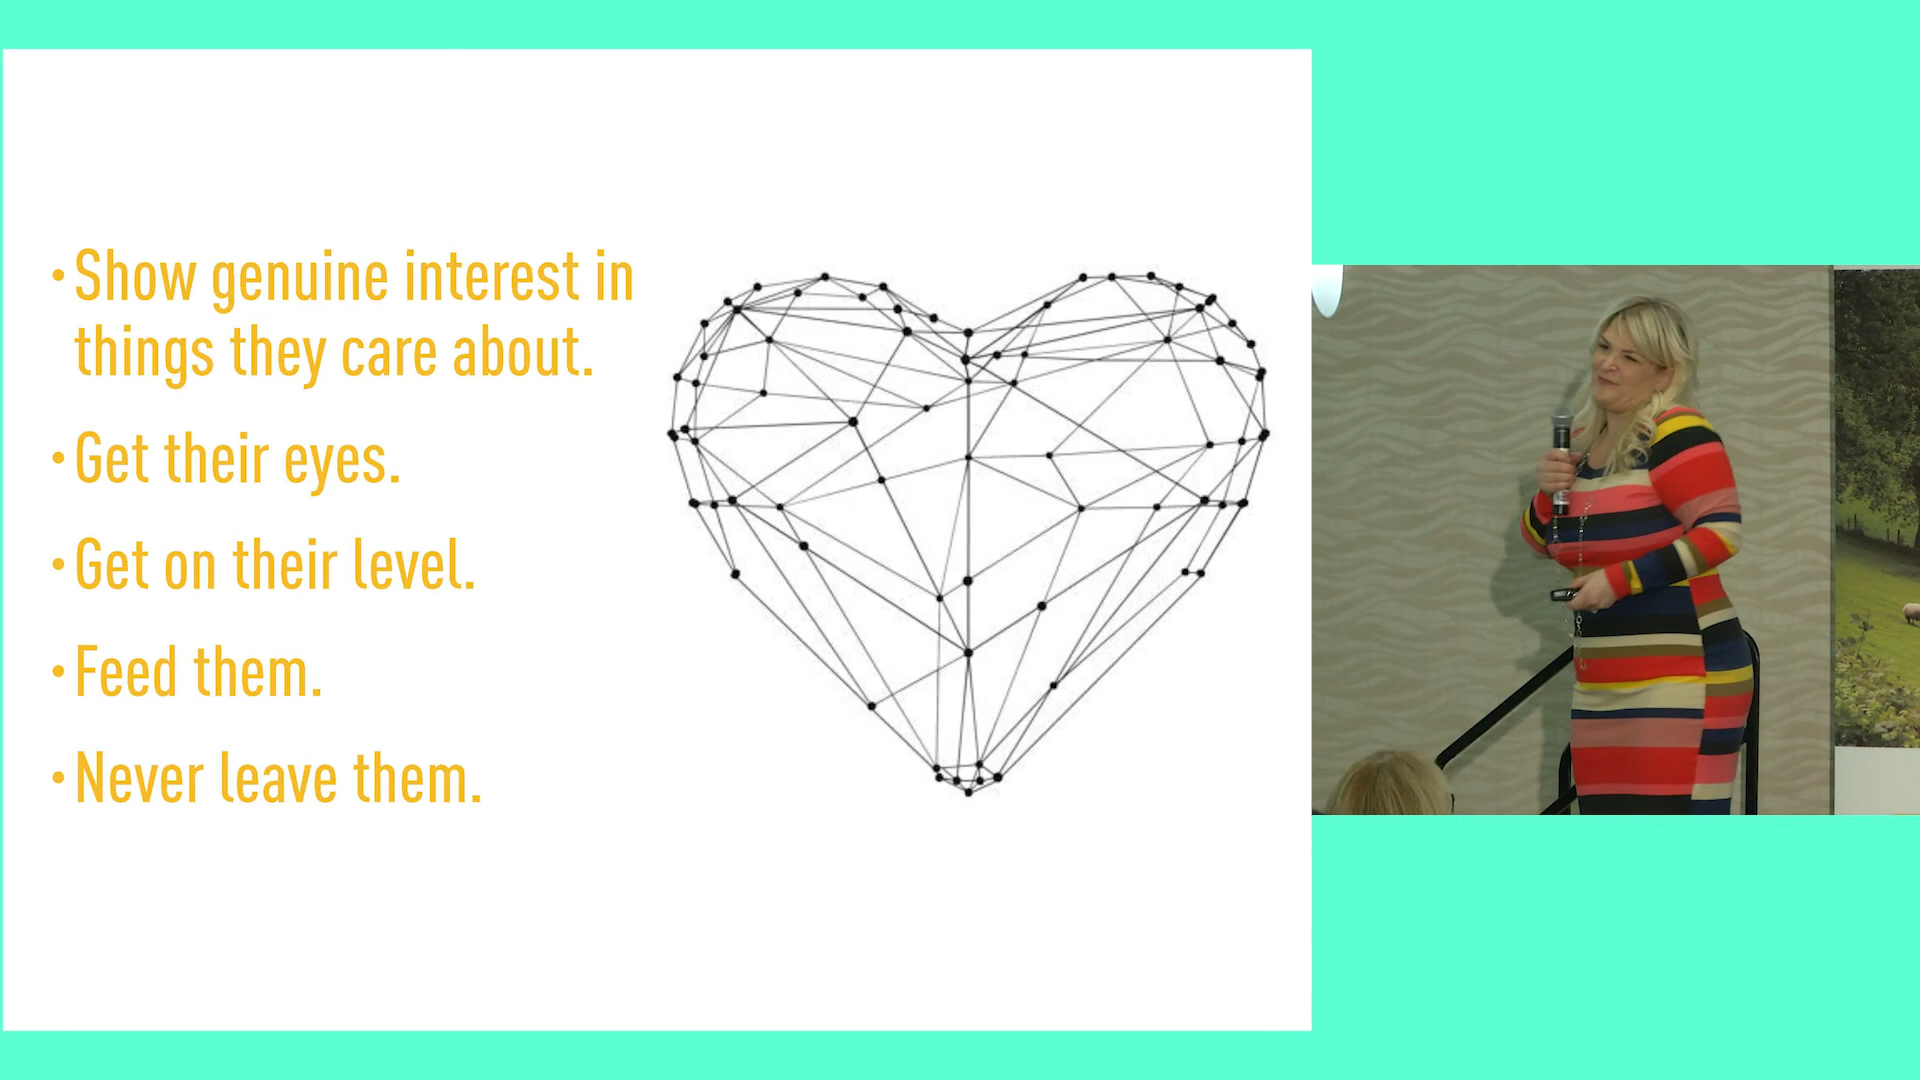 • Show genuine interest in
things they care about.
• Get their eyes.
• Get on their level.
• Feed them.
• Never leave them.